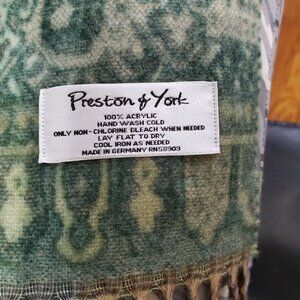 Preston & York
100% ACRYLIC
HAND WASH COLD
ONLY NON-CHLORINE BLEACH WHEN NEEDED
LAY FLAT TO DRY
COOL IRON AS NEEDED
MADE IN GERMANY RN58909